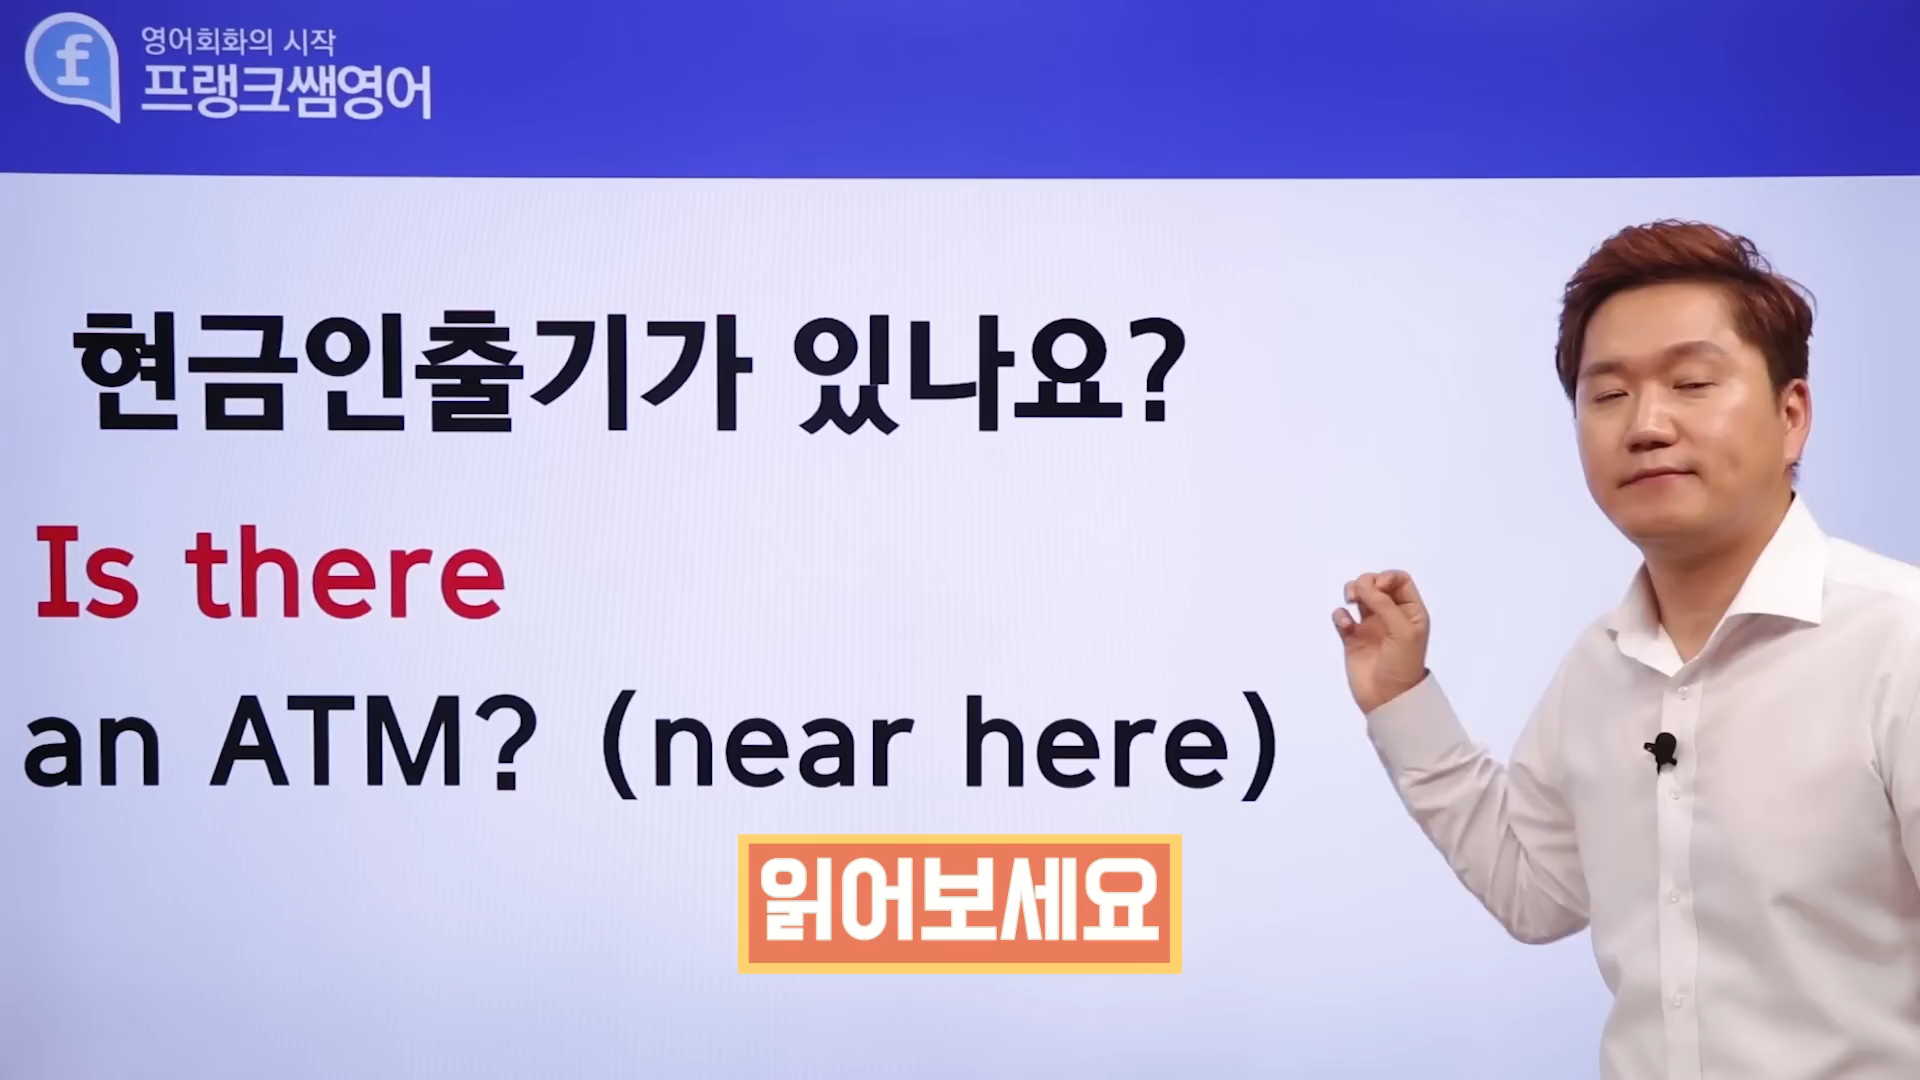 영어회화의 시작
프랭크쌤영어
현금인출기가 있나요?
Is there
an ATM? (near here)
읽어보세요